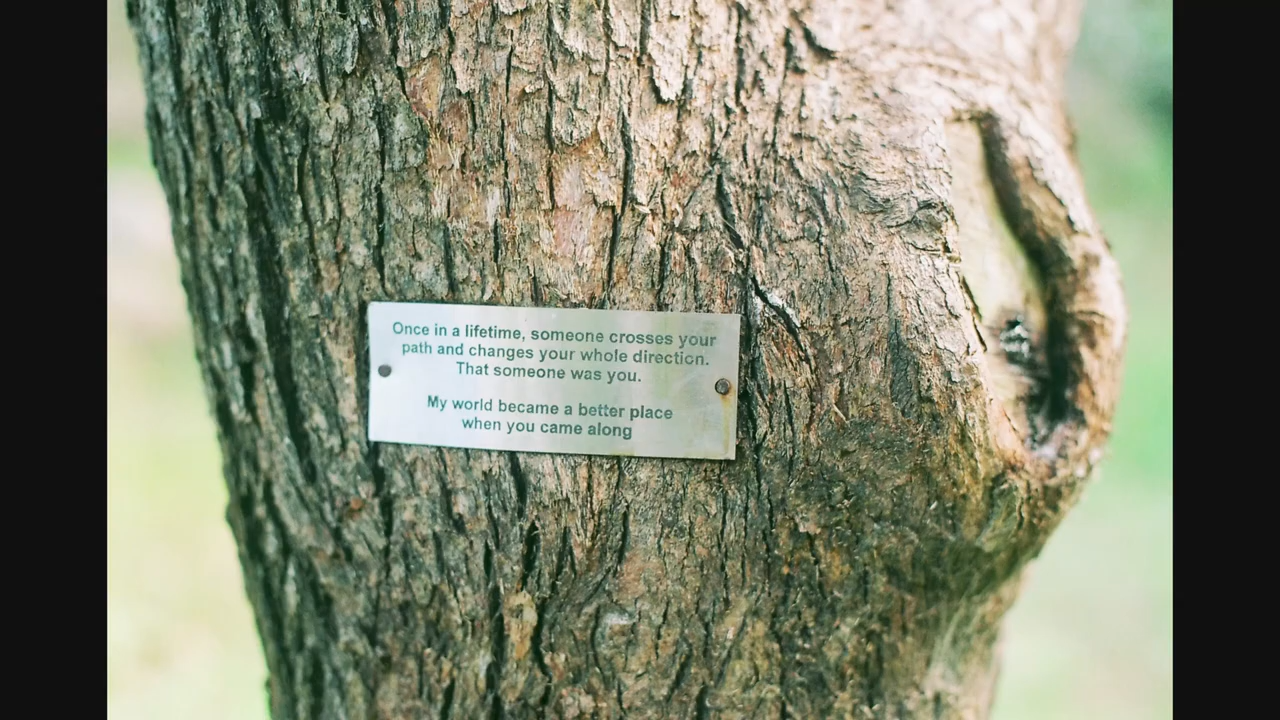 Once in a lifetime, someone crosses your
path and changes your whole direction.
That someone was you.
My world became a better place
when you came along